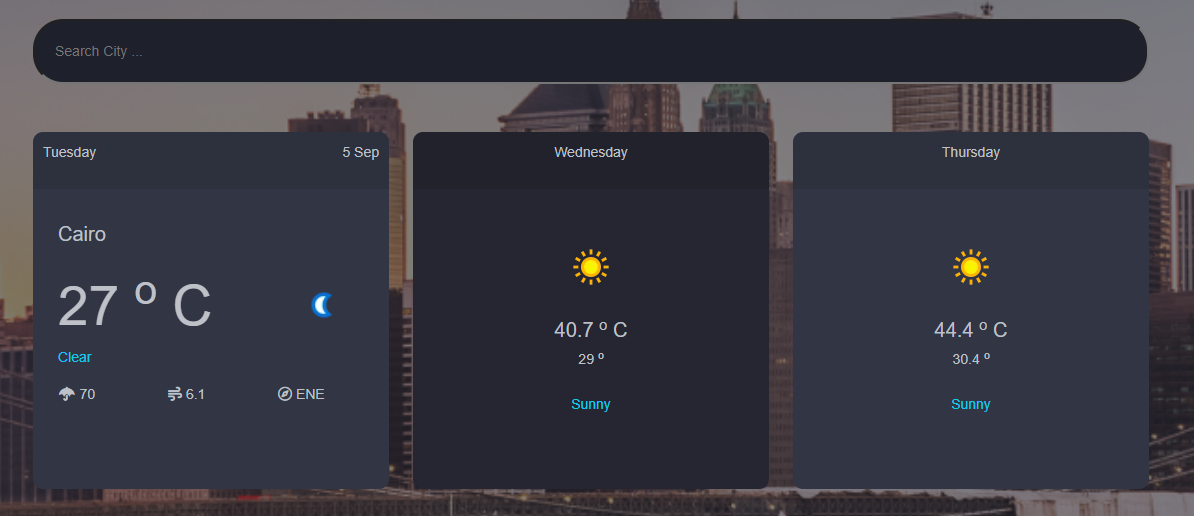 Search City ...
Tuesday 5 Sep
Cairo
27 o C
Clear
70 6.1 ENE
Wednesday
40.7 o C
29 o
Sunny
Thursday
44.4 o C
30.4 o
Sunny